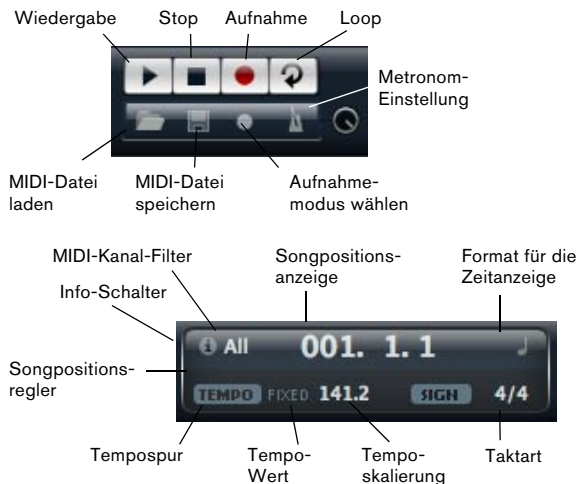 Wiedergabe Stop Aufnahme Loop
Metronom-
Einstellung
MIDI-Datei
laden
MIDI-Datei
speichern
Aufnahme-
modus wählen
MIDI-Kanal-Filter
Songpositions-
anzeige
Format für die
Zeitanzeige
Info-Schalter
Songpositions-
regler
i All 001. 1. 1
TEMPO FIXED 141.2 SIGN 4/4
Tempospur
Tempo-
Wert
Tempo-
skalierung
Taktart